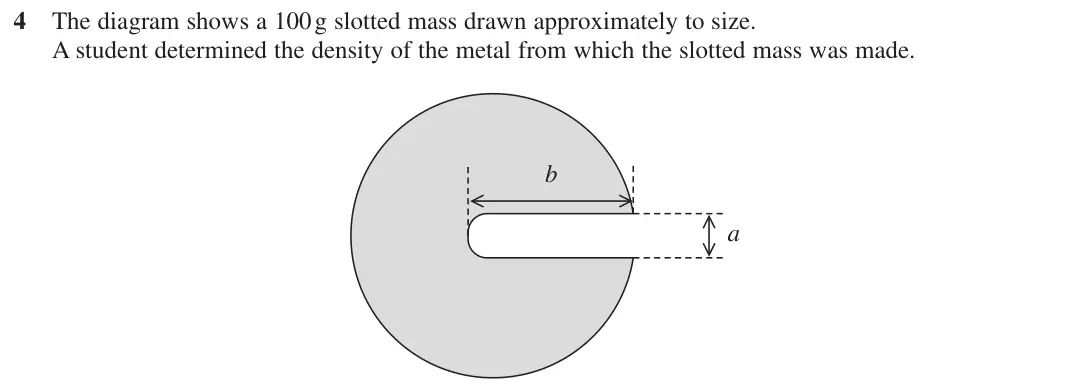 4 The diagram shows a 100 g slotted mass drawn approximately to size.
A student determined the density of the metal from which the slotted mass was made.
b
a